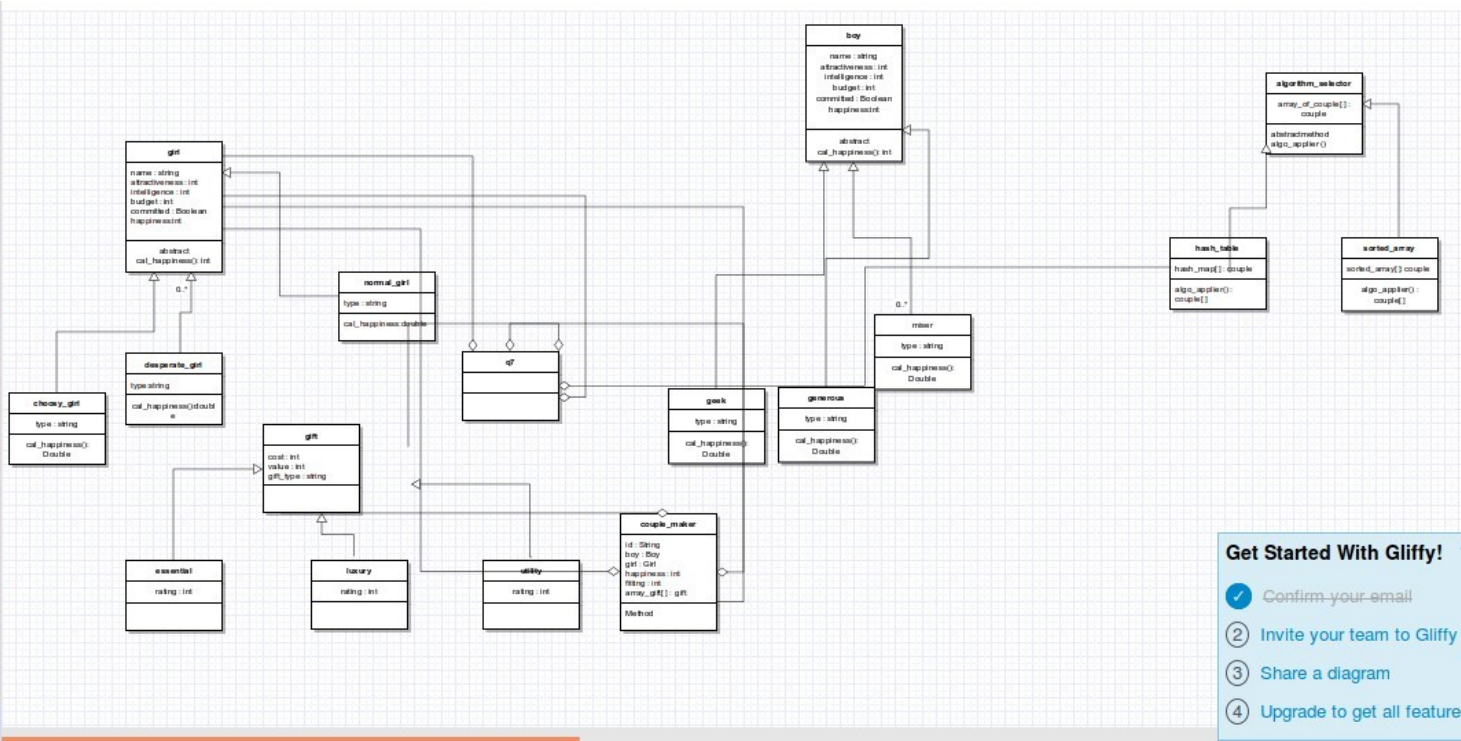 boy
name : string
attractiveness : int
intelligence : int
budget : int
committed : Boolean
happiness:int
abstract
cal_happiness(): int
algorithm_selector
array_of_couple[] :
couple
abstractmethod
algo_applier ()
girl
name : string
attractiveness : int
intelligence : int
budget : int
committed : Boolean
happiness:int
abstract
cal_happiness(): int
0..*
normal_girl
type : string
cal_happiness:double
hash_table
hash_map[] : couple
algo_applier() :
couple[]
sorted_array
sorted_array[]: couple
algo_applier() :
couple[]
0..*
miser
type : string
cal_happiness():
Double
desperate_girl
type:string
cal_happiness():doubl
e
q7
choosy_girl
type : string
cal_happiness():
Double
geek
type : string
cal_happiness():
Double
generous
type : string
cal_happiness():
Double
gift
cost : int
value : int
gift_type : string
couple_maker
id : String
boy : Boy
girl : Girl
happiness : int
fitting : int
array_gift[] : gift
Method
essential
rating : int
luxury
rating : int
utility
rating : int
Get Started With Gliffy!
Confirm your email
2 Invite your team to Gliffy
3 Share a diagram
4 Upgrade to get all feature